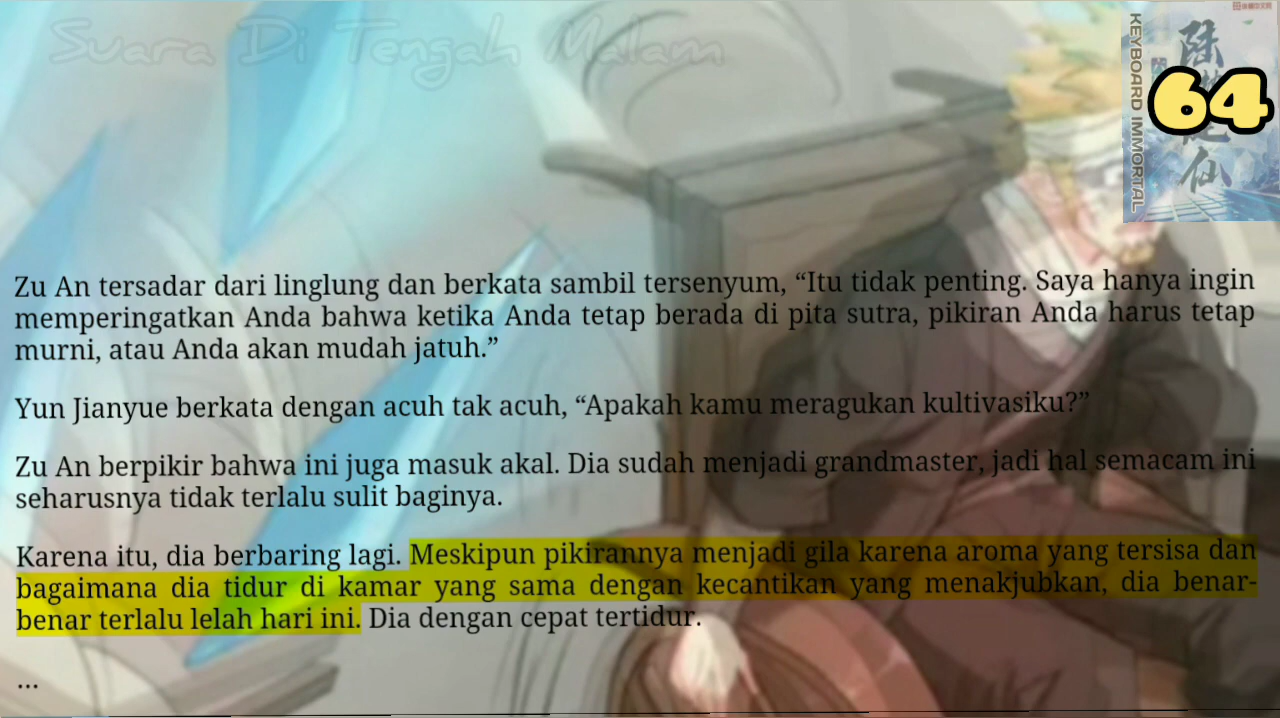 Suara Di Tengah Malam
KEYBOARD IMMORTAL
64
仙
Zu An tersadar dari linglung dan berkata sambil tersenyum, “Itu tidak penting. Saya hanya ingin
memperingatkan Anda bahwa ketika Anda tetap berada di pita sutra, pikiran Anda harus tetap
murni, atau Anda akan mudah jatuh.”
Yun Jianyue berkata dengan acuh tak acuh, “Apakah kamu meragukan kultivasiku?”
Zu An berpikir bahwa ini juga masuk akal. Dia sudah menjadi grandmaster, jadi hal semacam ini
seharusnya tidak terlalu sulit baginya.
Karena itu, dia berbaring lagi. Meskipun pikirannya menjadi gila karena aroma yang tersisa dan
bagaimana dia tidur di kamar yang sama dengan kecantikan yang menakjubkan, dia benar-
benar terlalu lelah hari ini. Dia dengan cepat tertidur.
...